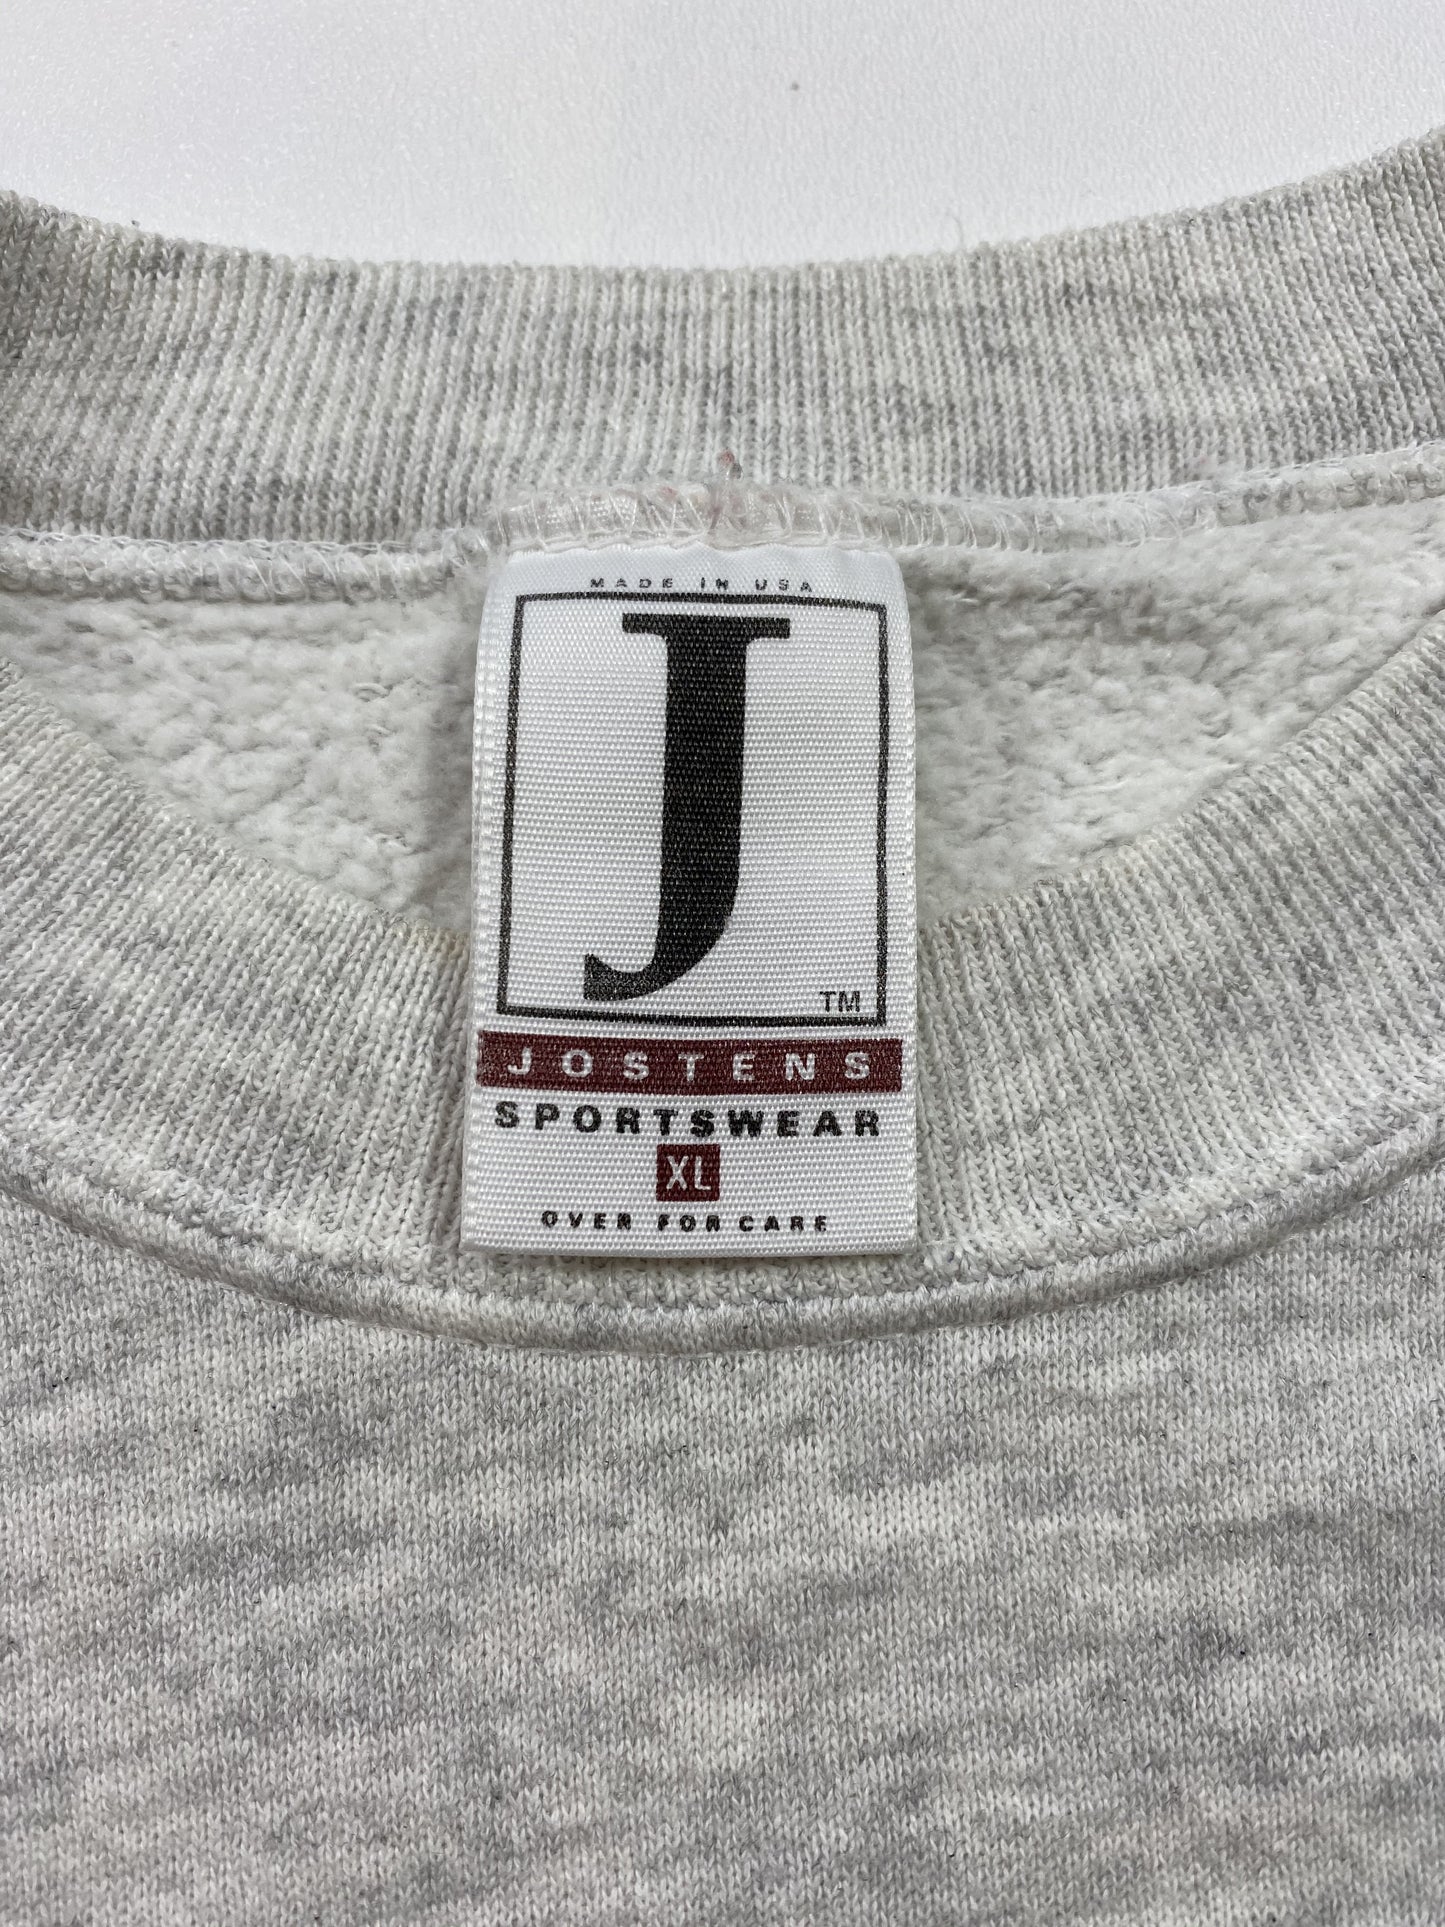 MADE IN USA
J
TM
JOSTENS
SPORTSWEAR
XL
OVER FOR CARE